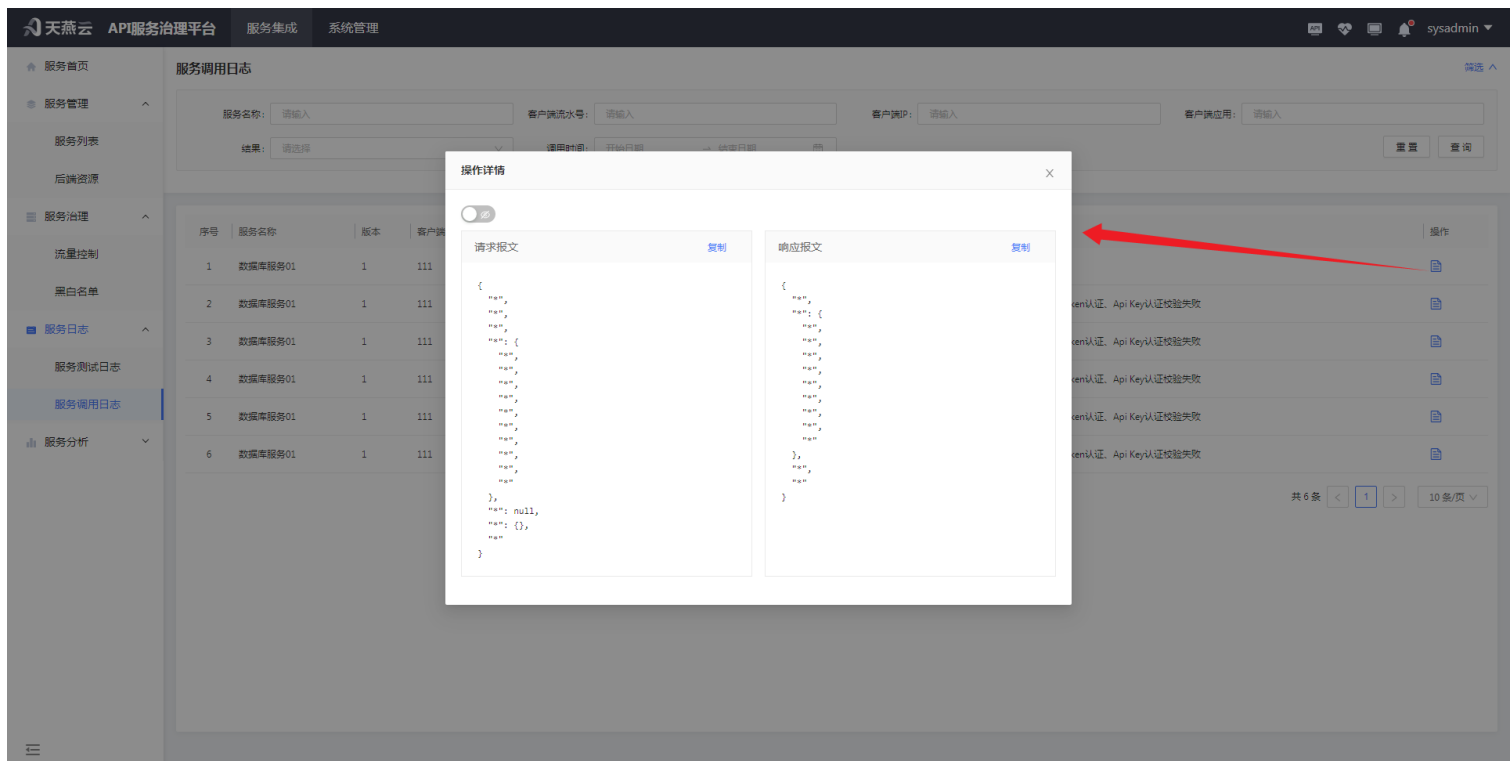 天燕云 API服务治理平台 服务集成 系统管理 API sysadmin
服务首页
服务管理
服务列表
后端资源
服务治理
流量控制
黑白名单
服务日志
服务测试日志
服务调用日志
服务分析
服务调用日志 筛选
服务名称: 请输入 客户端流水号: 请输入 客户端IP: 请输入 客户端应用: 请输入
结果: 请选择 调用时间: 开始日期 → 结束日期 重置 查询
序号 服务名称 版本 客户端 操作
1 数据库服务01 1 111
2 数据库服务01 1 111 ken认证、Api Key认证校验失败
3 数据库服务01 1 111 ken认证、Api Key认证校验失败
4 数据库服务01 1 111 ken认证、Api Key认证校验失败
5 数据库服务01 1 111 ken认证、Api Key认证校验失败
6 数据库服务01 1 111 ken认证、Api Key认证校验失败
共 6 条 < 1 > 10 条/页
操作详情 X
请求报文 复制
{
"*",
"*",
"*",
"*": {
"*",
"*",
"*",
"*",
"*",
"*",
"*",
"*",
"*",
"*"
},
"*": null,
"*": {},
"*"
}
响应报文 复制
{
"*",
"*": {
"*",
"*",
"*",
"*",
"*",
"*",
"*",
"*",
"*"
},
"*",
"*"
}